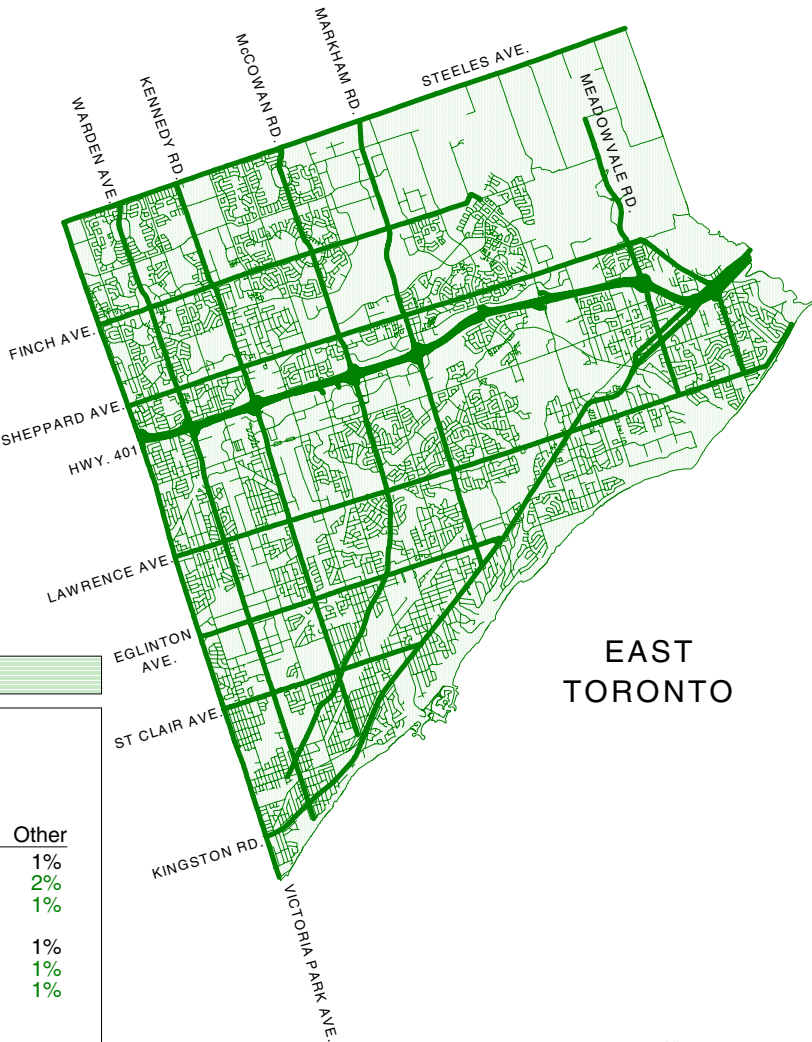 MARKHAM RD.
McCOWAN RD.
STEELES AVE.
KENNEDY RD.
WARDEN AVE.
MEADOWVALE RD.
FINCH AVE.
SHEPPARD AVE.
HWY. 401
LAWRENCE AVE.
EGLINTON
AVE.
EAST
TORONTO
ST CLAIR AVE.
Other
1%
2%
1%
1%
1%
1%
KINGSTON RD.
VICTORIA PARK AVE.